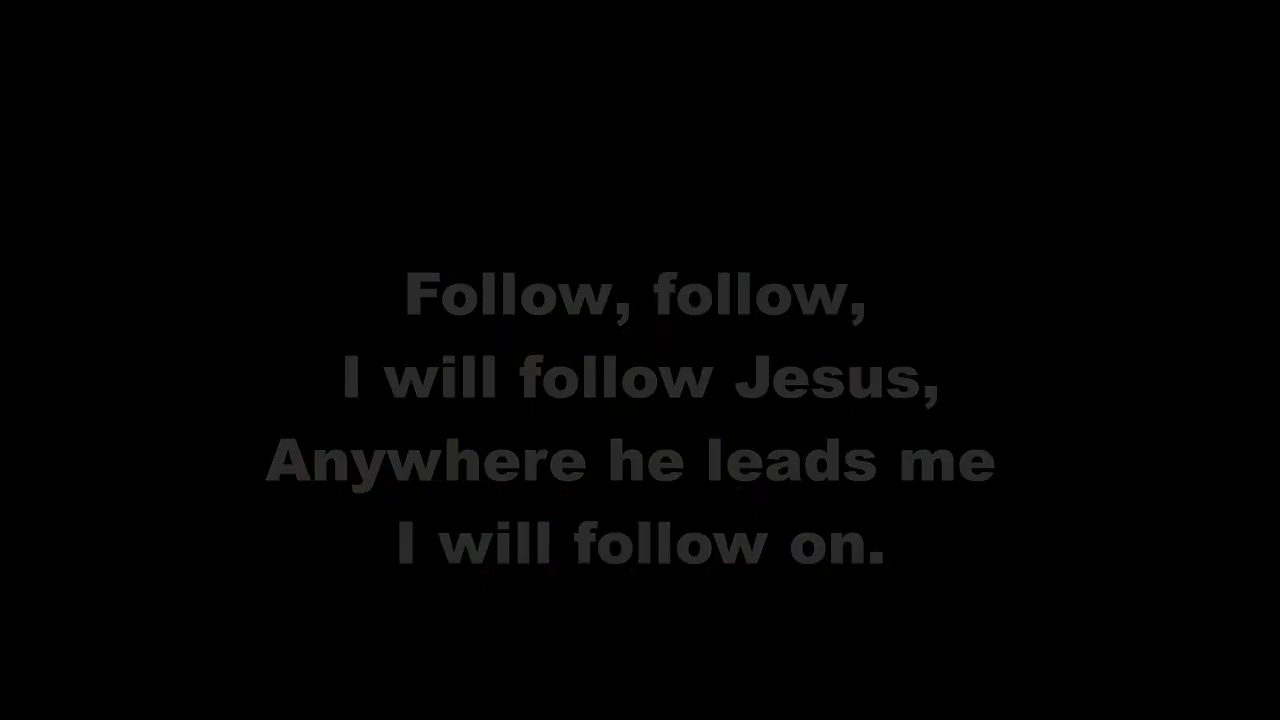 Follow, follow,
I will follow Jesus,
Anywhere he leads me
I will follow on.